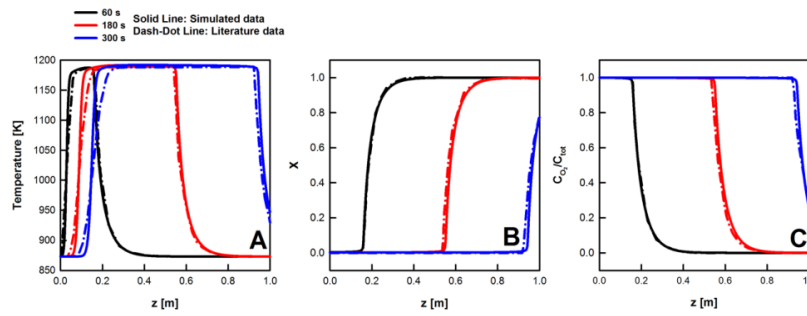 60 s
Solid Line: Simulated data
180 s
Dash-Dot Line: Literature data
300 s
Temperature [K]
1200
1150
1100
1050
1000
950
900
850
0.0 0.2 0.4 0.6 0.8 1.0
z [m]
A
X
1.0
0.8
0.6
0.4
0.2
0.0
0.0 0.2 0.4 0.6 0.8 1.0
z [m]
B
C_O2/C_tot
1.0
0.8
0.6
0.4
0.2
0.0
0.0 0.2 0.4 0.6 0.8 1.0
z [m]
C